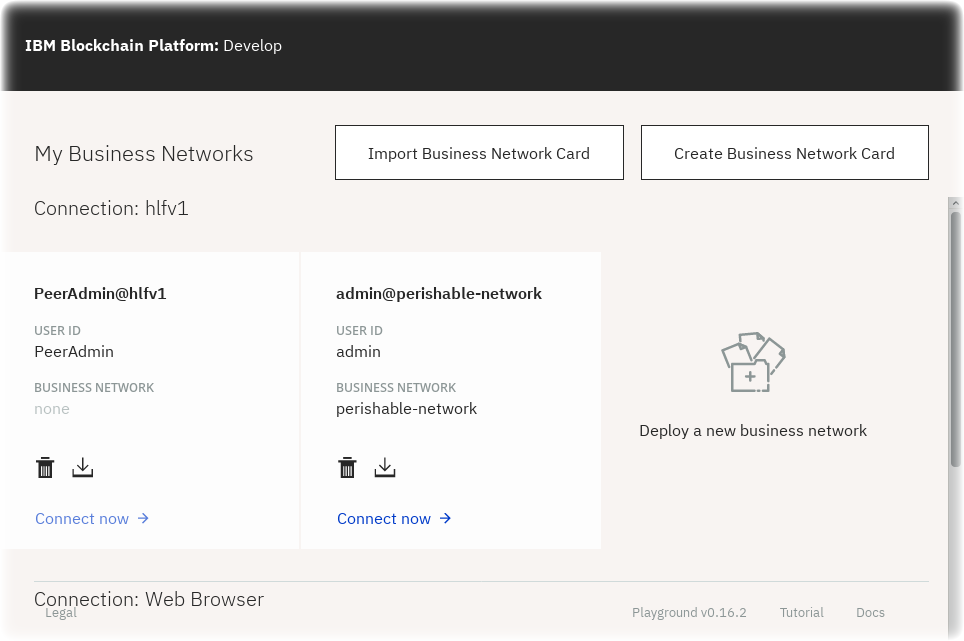 IBM Blockchain Platform: Develop
My Business Networks
Import Business Network Card
Create Business Network Card
Connection: hlfv1
PeerAdmin@hlfv1
USER ID
PeerAdmin
BUSINESS NETWORK
none
Connect now
admin@perishable-network
USER ID
admin
BUSINESS NETWORK
perishable-network
Connect now
Deploy a new business network
Connection: Web Browser
Legal
Playground v0.16.2
Tutorial
Docs